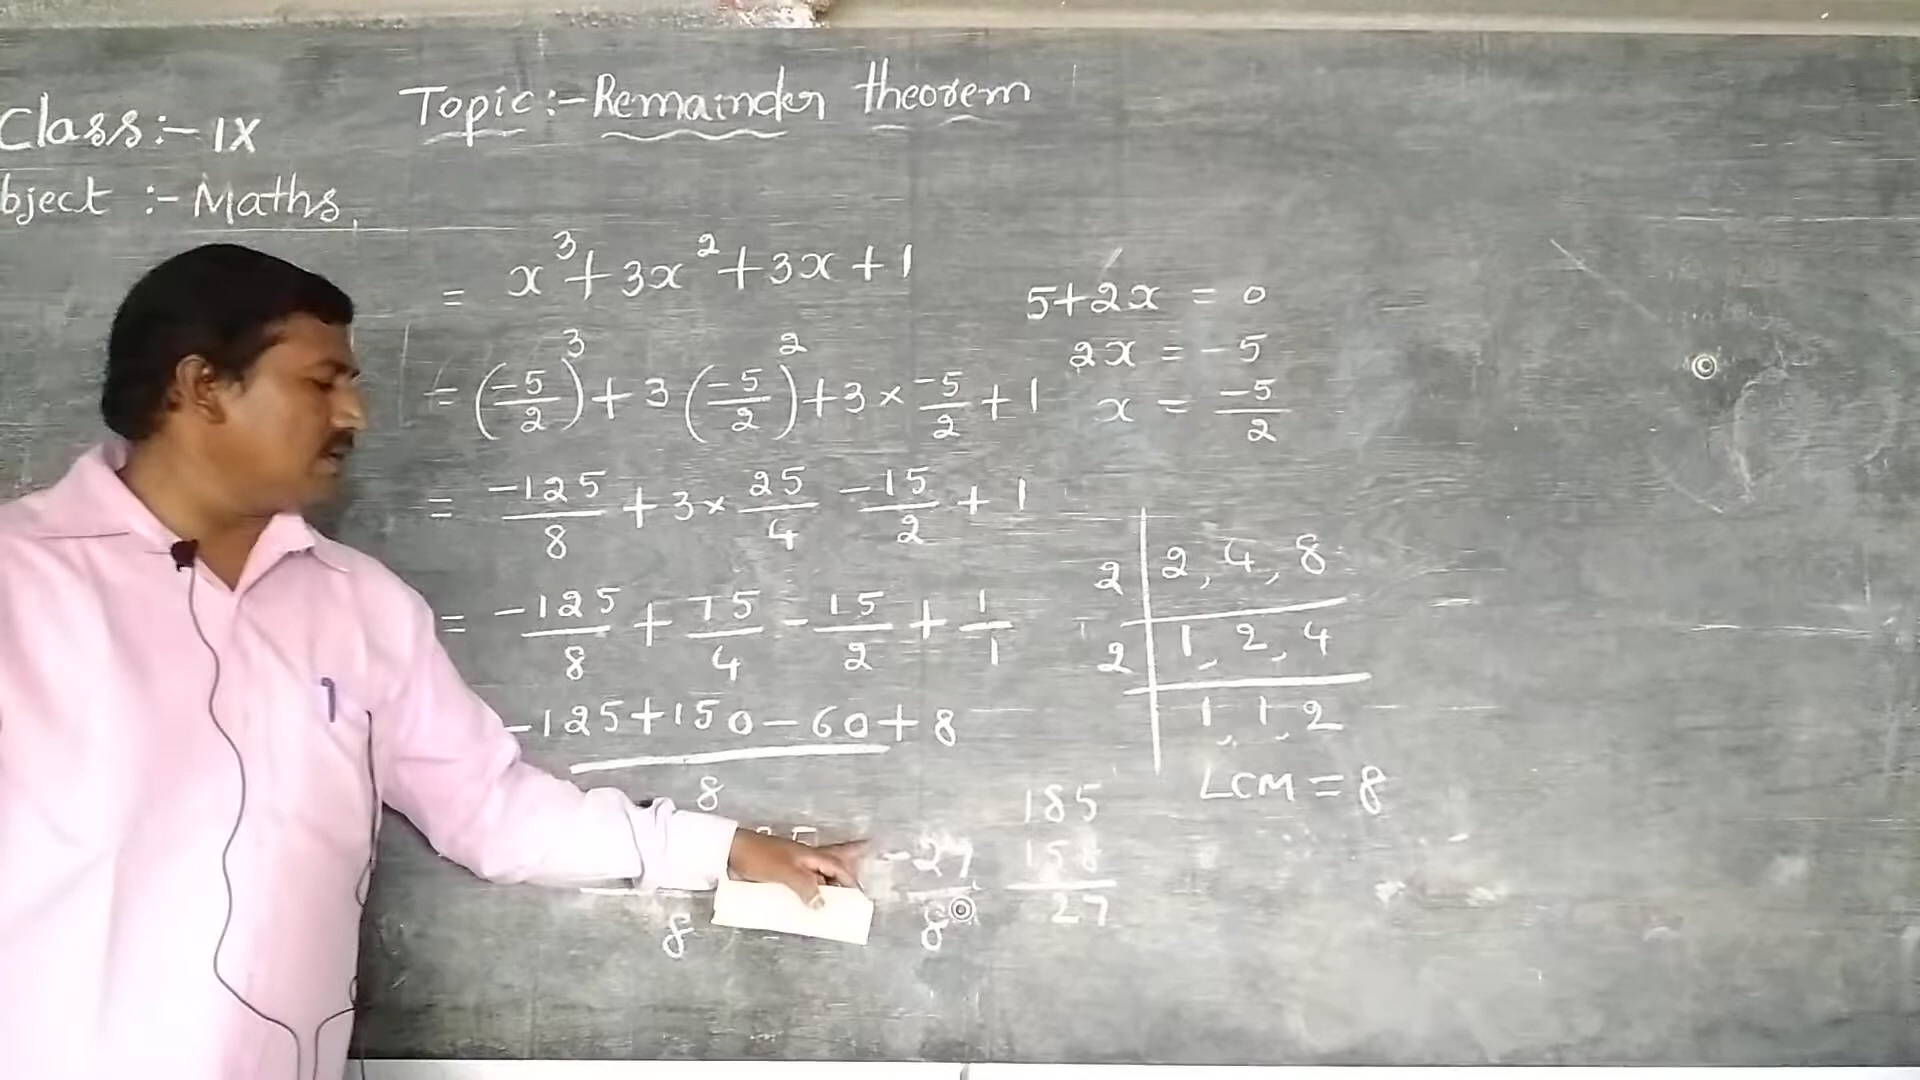 Class:- IX
Topic:- Remainder theorem
bject :- Maths
= x³ + 3x² + 3x + 1
= (-5/2)³ + 3(-5/2)² + 3 × -5/2 + 1
= -125/8 + 3 × 25/4 - 15/2 + 1
= -125/8 + 75/4 - 15/2 + 1/1
-125 + 150 - 60 + 8
8
8
-27/8
5 + 2x = 0
2x = -5
x = -5/2
2 | 2, 4, 8
2 | 1, 2, 4
1, 1, 2
LCM = 8
185
158
27